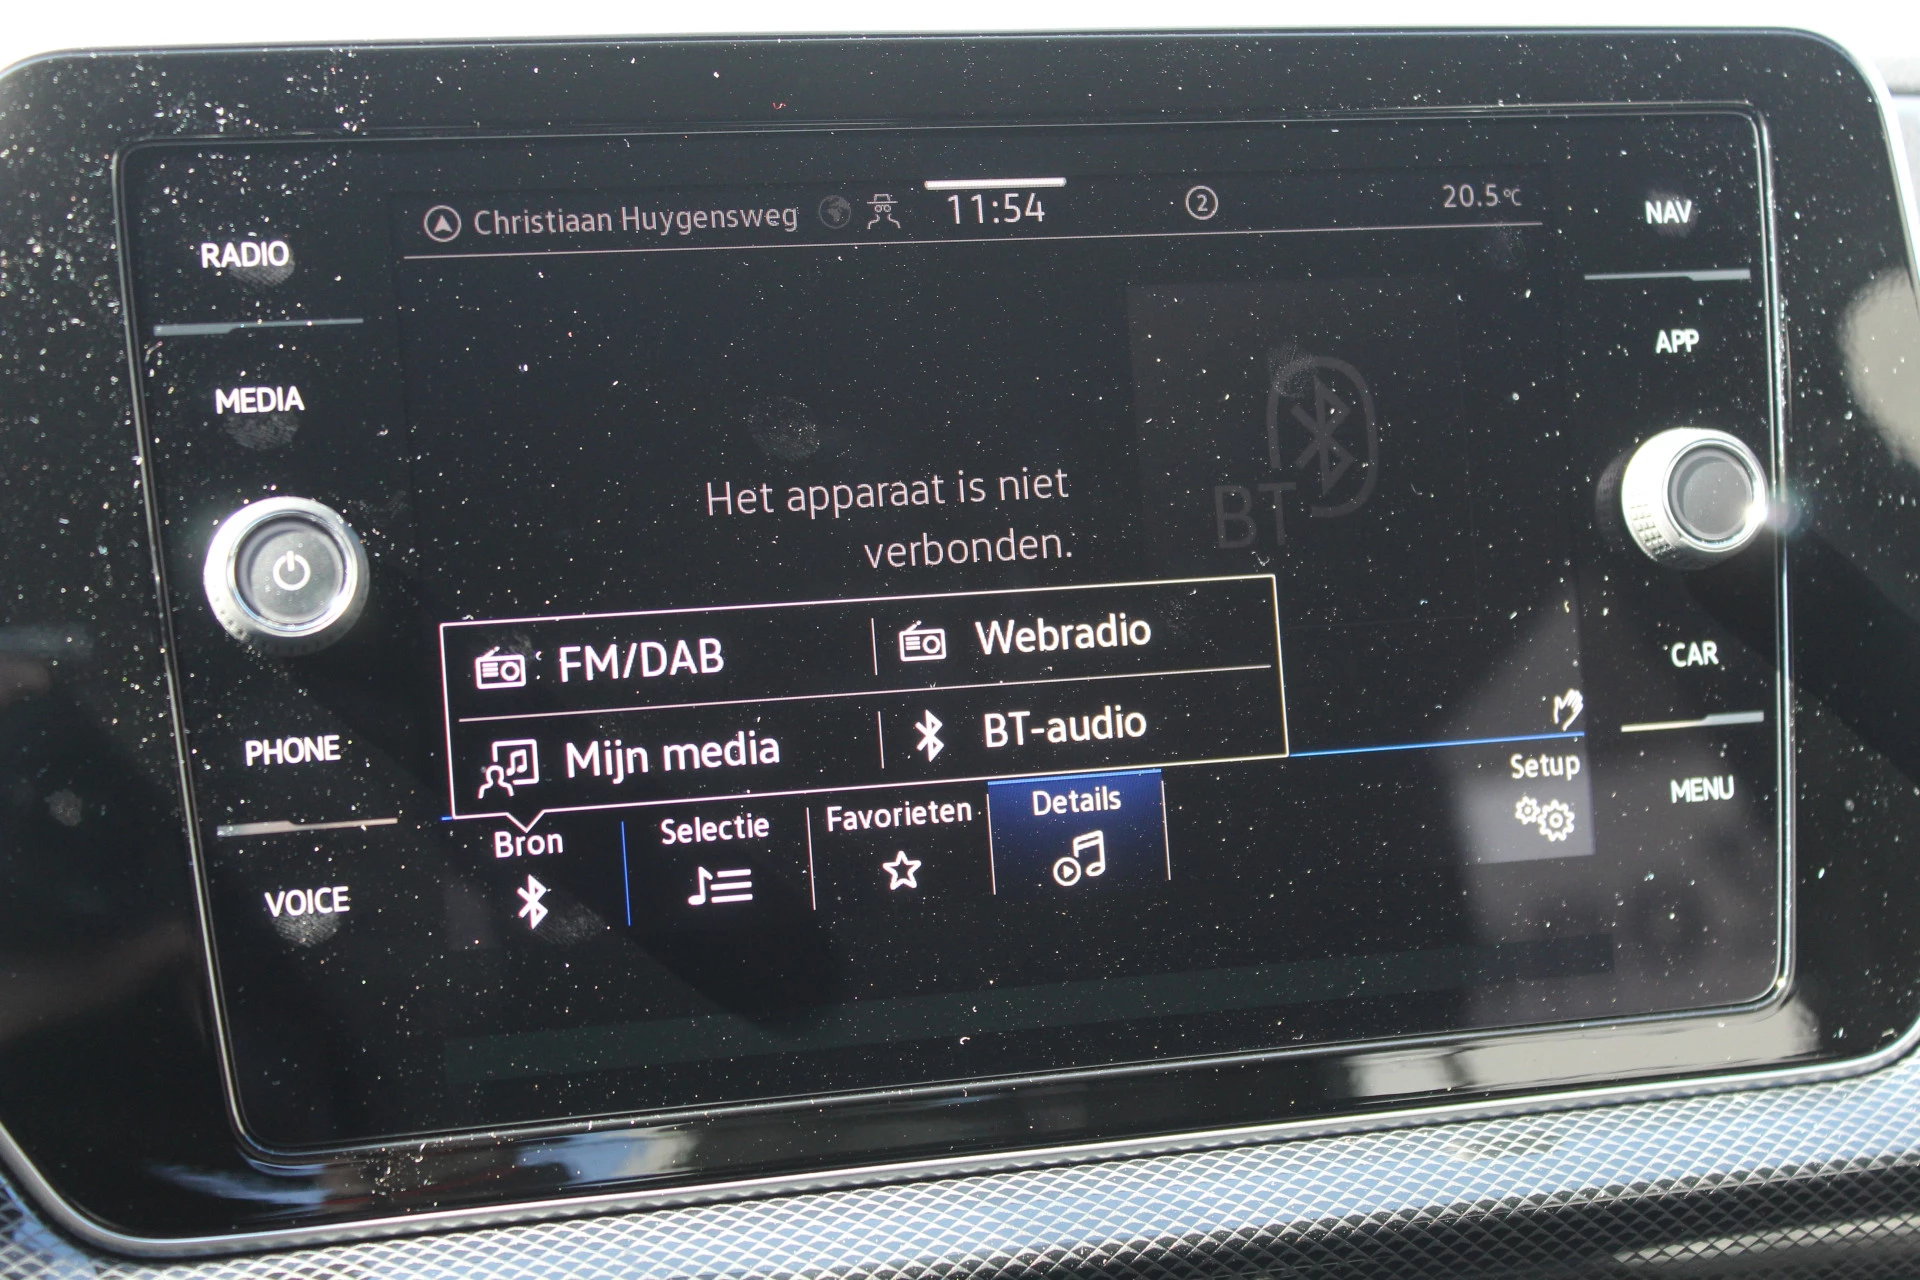 Christiaan Huygensweg 11:54 2 20.5°C
RADIO
MEDIA
PHONE
VOICE
NAV
APP
CAR
MENU
BT
Het apparaat is niet
verbonden.
FM/DAB
Webradio
Mijn media
BT-audio
Bron
Selectie
Favorieten
Details
Setup